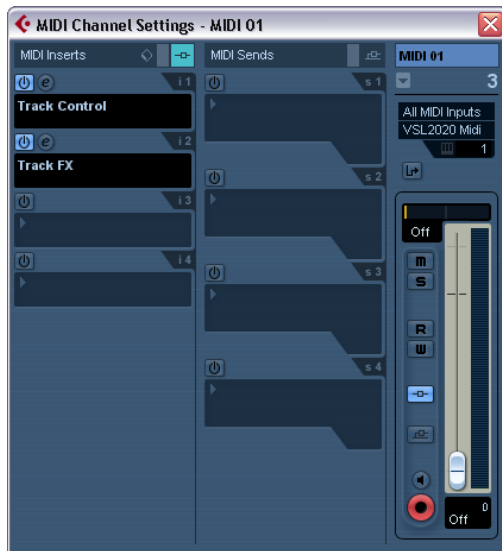 MIDI Channel Settings - MIDI 01
MIDI Inserts
MIDI Sends
MIDI 01
3
e
i 1
Track Control
e
i 2
Track FX
i 3
i 4
s 1
s 2
s 3
s 4
All MIDI Inputs
VSL2020 Midi
1
Off
m
S
R
W
0
Off